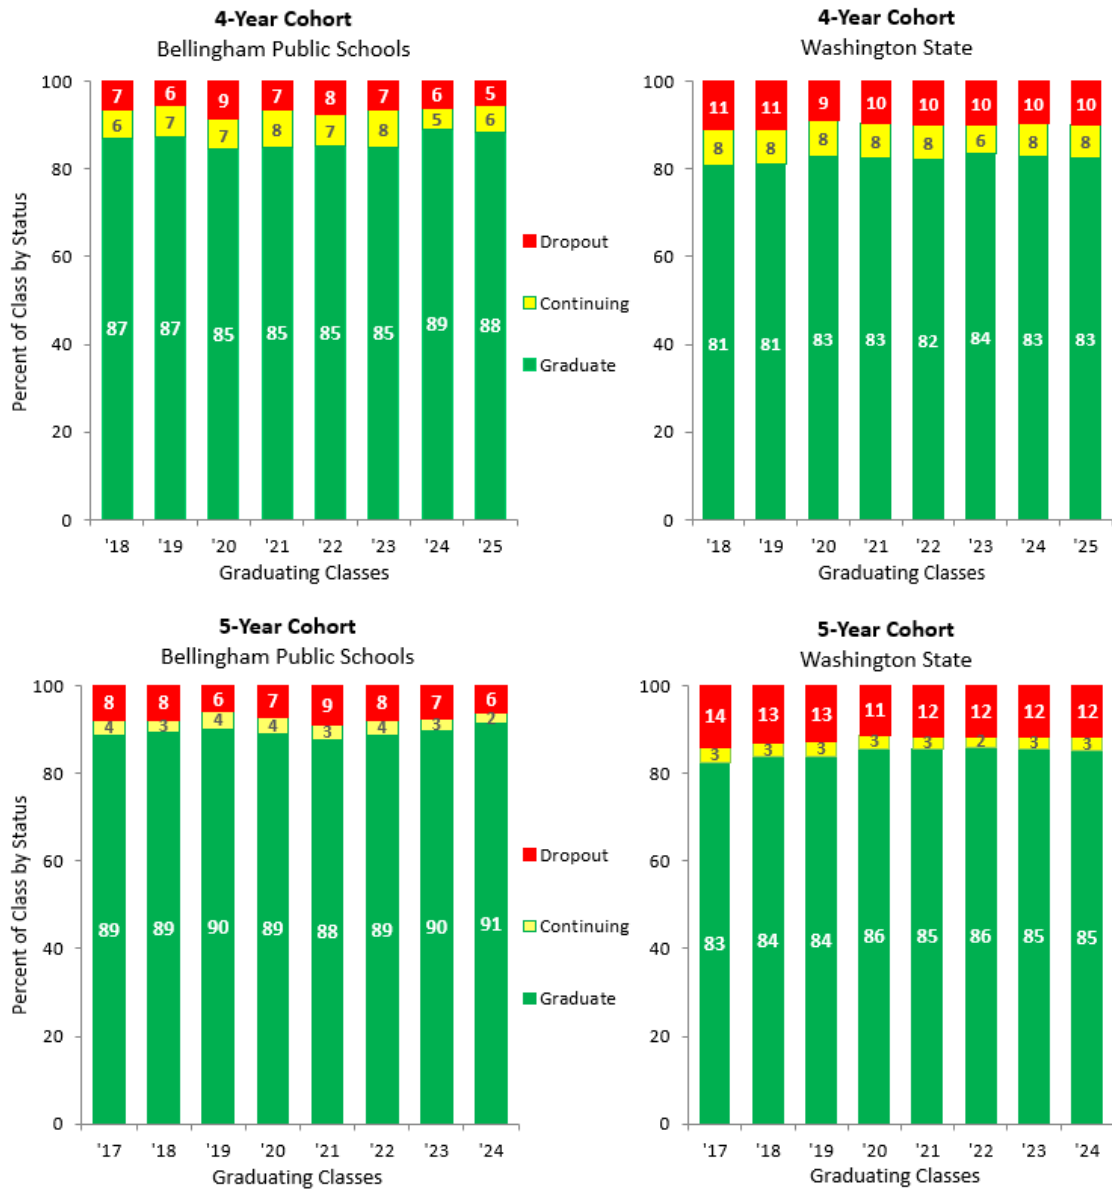 4-Year Cohort
Bellingham Public Schools
Percent of Class by Status
100
80
60
40
20
0
7 6 9 7 8 7 6 5
6 7 7 8 7 8 5 6
87 87 85 85 85 85 89 88
'18 '19 '20 '21 '22 '23 '24 '25
Graduating Classes
Dropout
Continuing
Graduate
4-Year Cohort
Washington State
100
80
60
40
20
0
11 11 9 10 10 10 10 10
8 8 8 8 8 6 8 8
81 81 83 83 82 84 83 83
'18 '19 '20 '21 '22 '23 '24 '25
Graduating Classes
5-Year Cohort
Bellingham Public Schools
Percent of Class by Status
100
80
60
40
20
0
8 8 6 7 9 8 7 6
4 3 4 4 3 4 3 2
89 89 90 89 88 89 90 91
'17 '18 '19 '20 '21 '22 '23 '24
Graduating Classes
Dropout
Continuing
Graduate
5-Year Cohort
Washington State
100
80
60
40
20
0
14 13 13 11 12 12 12 12
3 3 3 3 3 2 3 3
83 84 84 86 85 86 85 85
'17 '18 '19 '20 '21 '22 '23 '24
Graduating Classes